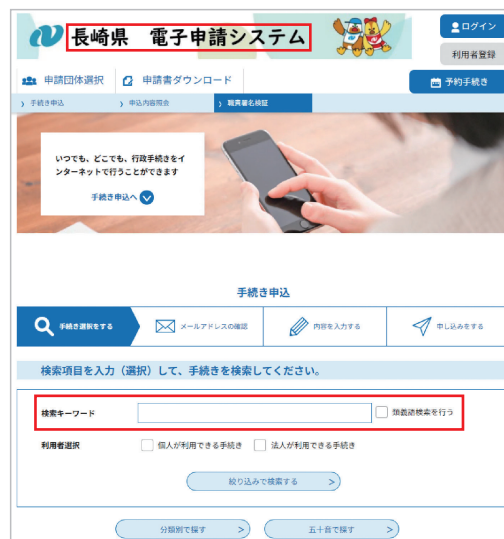 長崎県 電子申請システム
ログイン
利用者登録
申請団体選択
申請書ダウンロード
予約手続き
手続き申込
申込内容照会
職責署名検証
いつでも、どこでも、行政手続きをイ
ンターネットで行うことができます
手続き申込へ
手続き申込
手続き選択をする
メールアドレスの確認
内容を入力する
申し込みをする
検索項目を入力（選択）して、手続きを検索してください。
検索キーワード
類義語検索を行う
利用者選択
個人が利用できる手続き
法人が利用できる手続き
絞り込みで検索する >
分類別で探す >
五十音で探す >